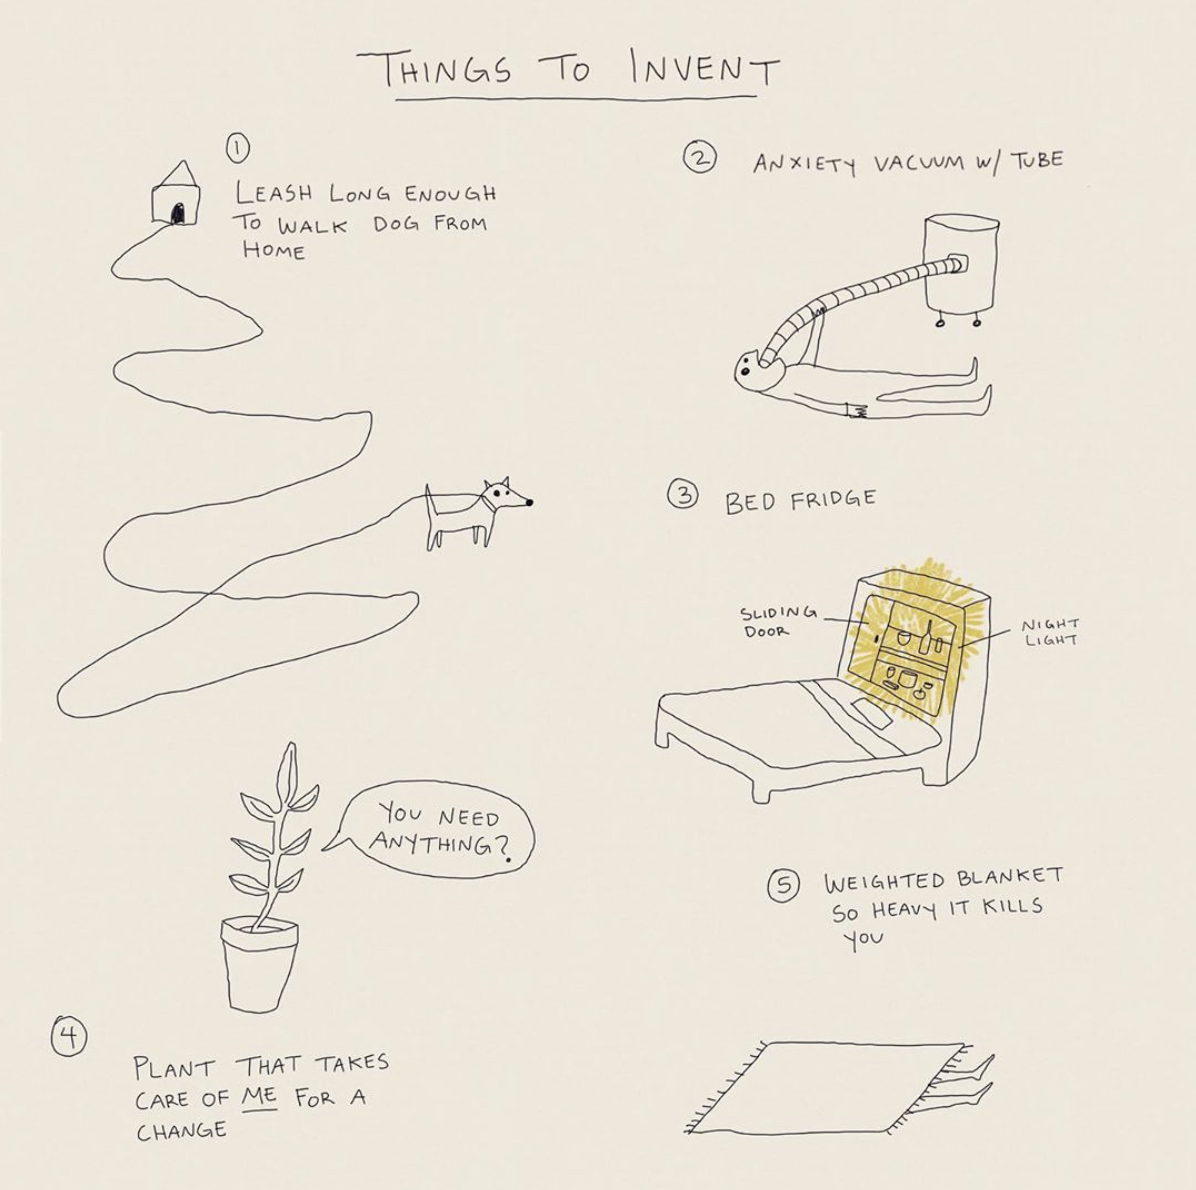 THINGS TO INVENT
1
LEASH LONG ENOUGH
TO WALK DOG FROM
HOME
2
ANXIETY VACUUM W/ TUBE
3
BED FRIDGE
SLIDING
DOOR
NIGHT
LIGHT
YOU NEED
ANYTHING?
4
PLANT THAT TAKES
CARE OF ME FOR A
CHANGE
5
WEIGHTED BLANKET
SO HEAVY IT KILLS
YOU